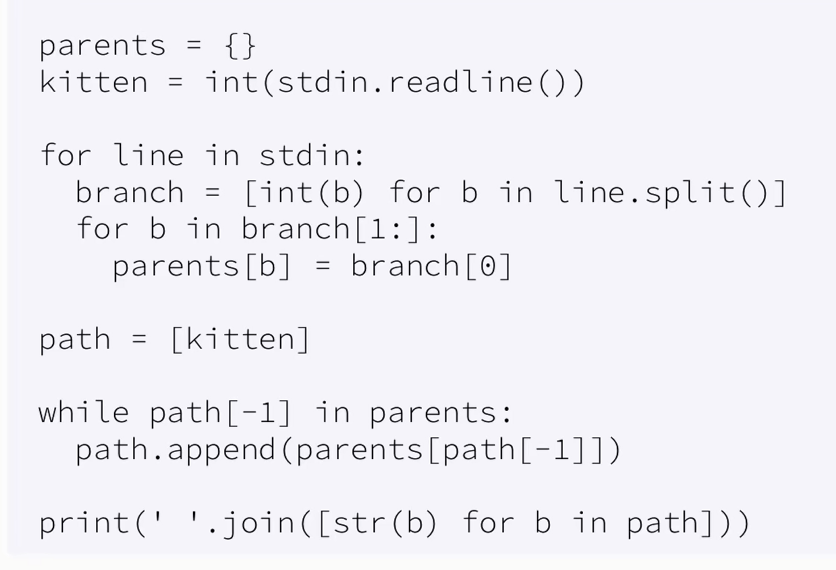 parents = {}
kitten = int(stdin.readline())
for line in stdin:
  branch = [int(b) for b in line.split()]
  for b in branch[1:]:
    parents[b] = branch[0]
path = [kitten]
while path[-1] in parents:
  path.append(parents[path[-1]])
print(' '.join([str(b) for b in path]))